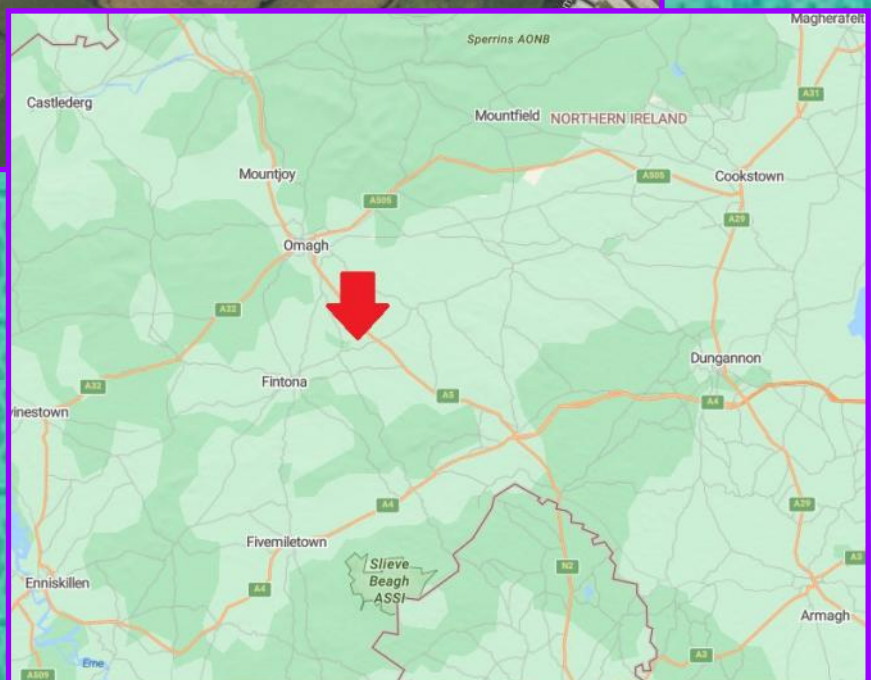 Magherafelt
Sperrins AONB
A31
Castlederg
Mountfield
NORTHERN IRELAND
Mountjoy
A505
Cookstown
A505
A29
Omagh
A32
Dungannon
Fintona
A32
A5
A4
vinestown
A4
A29
Fivemiletown
Slieve
Beagh
ASSI
N2
A3
Enniskillen
A4
Armagh
Erne
A3
A509